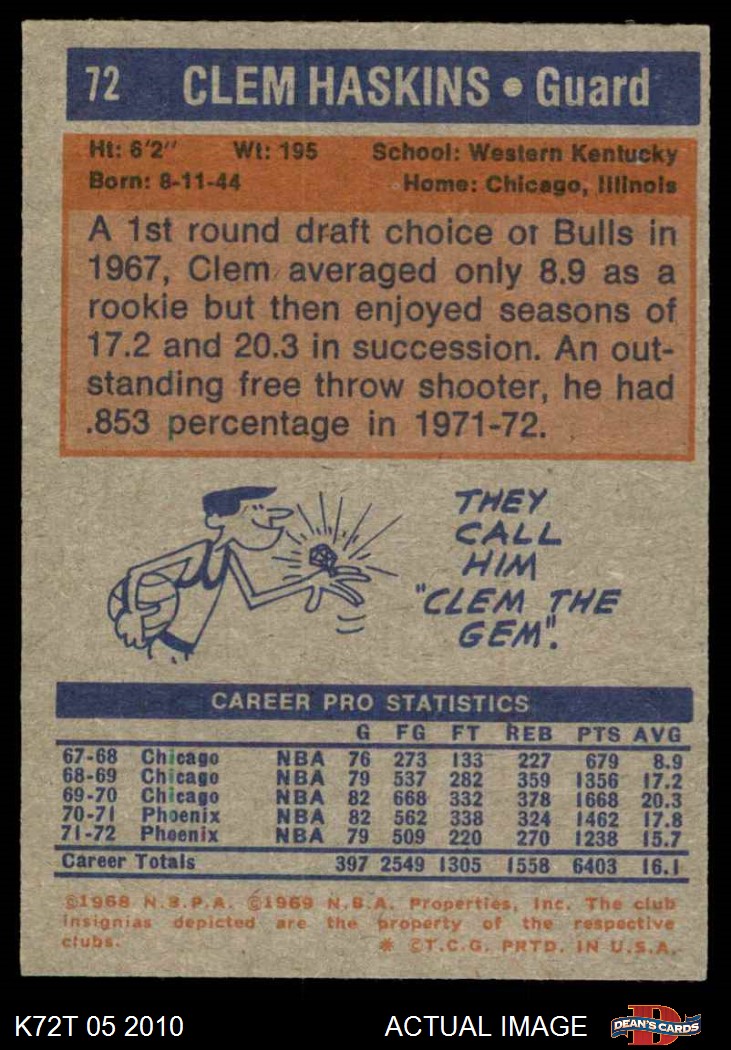 72 CLEM HASKINS • Guard
Ht: 6'2" Wt: 195 School: Western Kentucky
Born: 8-11-44 Home: Chicago, Illinois
A 1st round draft choice of Bulls in
1967, Clem averaged only 8.9 as a
rookie but then enjoyed seasons of
17.2 and 20.3 in succession. An out-
standing free throw shooter, he had
.853 percentage in 1971-72.
THEY
CALL
HIM
"CLEM THE
GEM".
CAREER PRO STATISTICS
G FG FT REB PTS AVG
67-68 Chicago NBA 76 273 133 227 679 8.9
68-69 Chicago NBA 79 537 282 359 1356 17.2
69-70 Chicago NBA 82 668 332 378 1668 20.3
70-71 Phoenix NBA 82 562 338 324 1462 17.8
71-72 Phoenix NBA 79 509 220 270 1238 15.7
Career Totals 397 2549 1305 1558 6403 16.1
©1968 N.B.P.A. ©1969 N.B.A. Properties, Inc. The club
insignias depicted are the property of the respective
clubs. * ©T.C.G. PRTD. IN U.S.A.
K72T 05 2010 ACTUAL IMAGE D DEAN'S CARDS